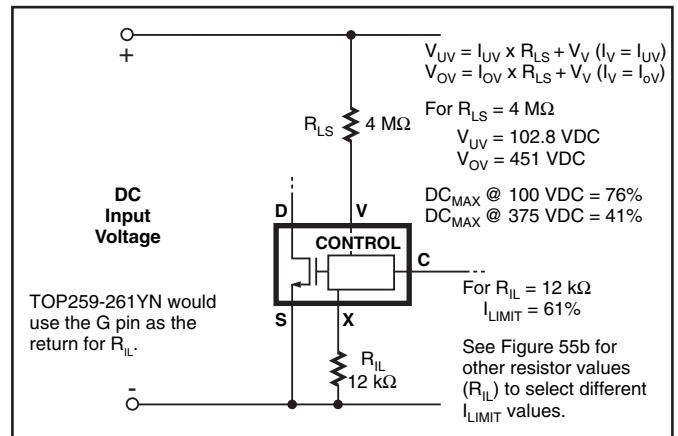 +
V_UV = I_UV x R_LS + V_V (I_V = I_UV)
V_OV = I_OV x R_LS + V_V (I_V = I_oV)
R_LS 4 MΩ
For R_LS = 4 MΩ
V_UV = 102.8 VDC
V_OV = 451 VDC
DC_MAX @ 100 VDC = 76%
DC_MAX @ 375 VDC = 41%
DC
Input
Voltage
D
V
CONTROL
C
S
X
For R_IL = 12 kΩ
I_LIMIT = 61%
TOP259-261YN would
use the G pin as the
return for R_IL.
R_IL
12 kΩ
See Figure 55b for
other resistor values
(R_IL) to select different
I_LIMIT values.
-